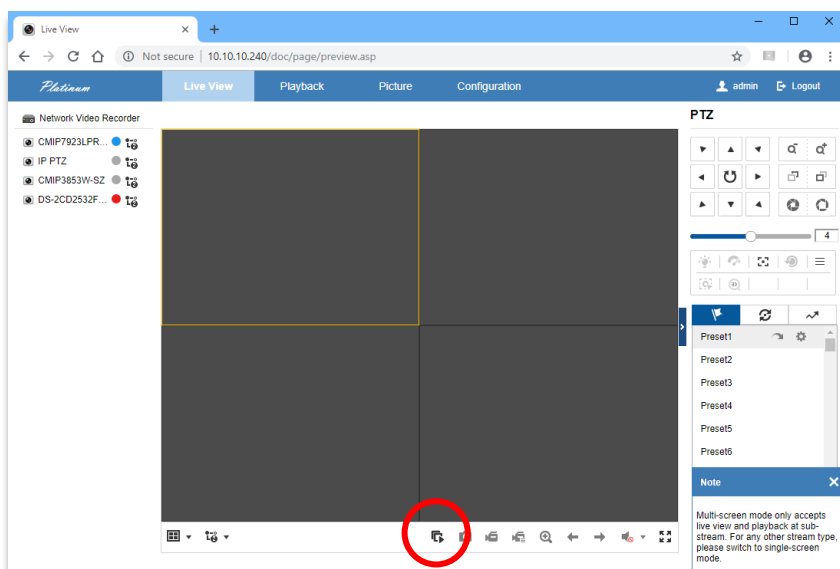 Live View
Not secure | 10.10.10.240/doc/page/preview.asp
Platinum
Live View
Playback
Picture
Configuration
admin
Logout
Network Video Recorder
CMIP7923LPR...
IP PTZ
CMIP3853W-SZ
DS-2CD2532F...
PTZ
4
Preset1
Preset2
Preset3
Preset4
Preset5
Preset6
Note
Multi-screen mode only accepts
live view and playback at sub-
stream. For any other stream type,
please switch to single-screen
mode.